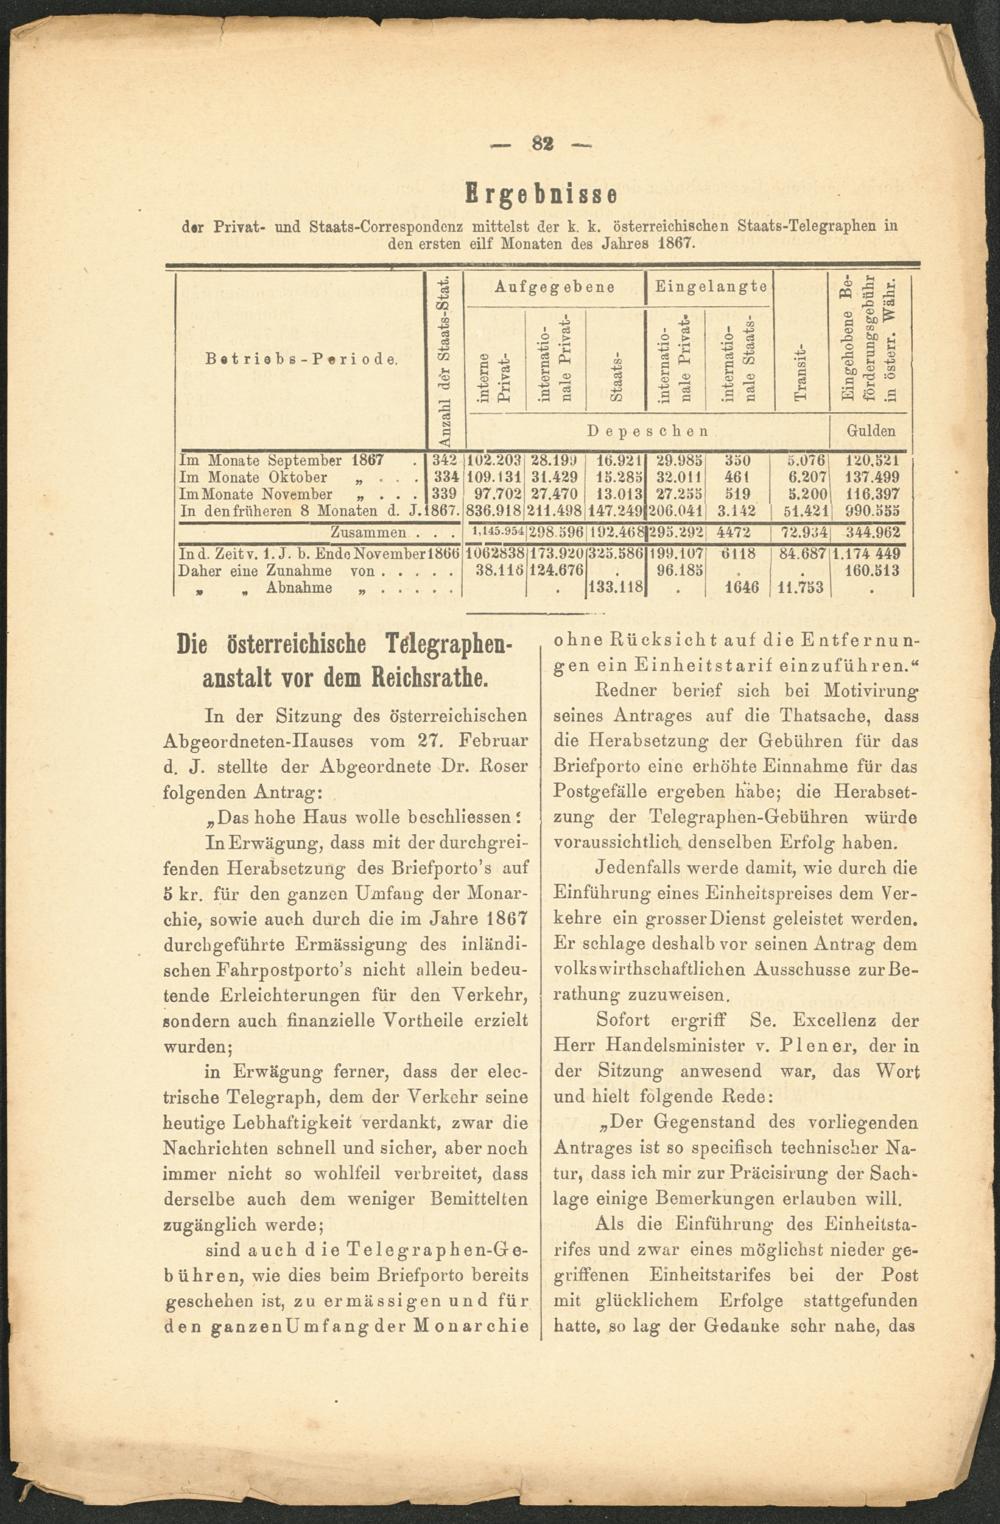 — 82 —
Ergebnisse
der Privat- und Staats-Correspondenz mittelst der k. k. österreichischen Staats-Telegraphen in
den ersten eilf Monaten des Jahres 1867.
Betriebs-Periode.
Anzahl der Staats-Stat.
Aufgegebene
Eingelangte
interne
Privat-
internatio-
nale Privat-
Staats-
internatio-
nale Privat-
internatio-
nale Staats-
Transit-
Eingehobene Be-
förderungsgebühr
in österr. Währ.
Depeschen
Gulden
Im Monate September 1867 . 342 102.203 28.199 16.921 29.985 350 5.076 120.521
Im Monate Oktober „ . . . 334 109.131 31.429 15.285 32.011 461 6.207 137.499
Im Monate November „ . . . 339 97.702 27.470 13.013 27.255 519 5.200 116.397
In den früheren 8 Monaten d. J. 1867. 836.918 211.498 147.249 206.041 3.142 51.421 990.555
Zusammen . . . 1,145.954 298.596 192.468 295.292 4472 72.934 344.962
In d. Zeit v. 1. J. b. Ende November 1866 1062838 173.920 325.586 199.107 6118 84.687 1.174 449
Daher eine Zunahme von . . . . . 38.116 124.676 . 96.185 . . 160.513
„ „ Abnahme „ . . . . . . 133.118 . 1646 11.753 .
Die österreichische Telegraphen-
anstalt vor dem Reichsrathe.
In der Sitzung des österreichischen
Abgeordneten-Hauses vom 27. Februar
d. J. stellte der Abgeordnete Dr. Roser
folgenden Antrag:
„Das hohe Haus wolle beschliessen:
In Erwägung, dass mit der durchgrei-
fenden Herabsetzung des Briefporto's auf
5 kr. für den ganzen Umfang der Monar-
chie, sowie auch durch die im Jahre 1867
durchgeführte Ermässigung des inländi-
schen Fahrpostporto's nicht allein bedeu-
tende Erleichterungen für den Verkehr,
sondern auch finanzielle Vortheile erzielt
wurden;
in Erwägung ferner, dass der elec-
trische Telegraph, dem der Verkehr seine
heutige Lebhaftigkeit verdankt, zwar die
Nachrichten schnell und sicher, aber noch
immer nicht so wohlfeil verbreitet, dass
derselbe auch dem weniger Bemittelten
zugänglich werde;
sind auch die Telegraphen-Ge-
bühren, wie dies beim Briefporto bereits
geschehen ist, zu ermässigen und für
den ganzen Umfang der Monarchie
ohne Rücksicht auf die Entfernun-
gen ein Einheitstarif einzuführen.“
Redner berief sich bei Motivirung
seines Antrages auf die Thatsache, dass
die Herabsetzung der Gebühren für das
Briefporto eine erhöhte Einnahme für das
Postgefälle ergeben habe; die Herabset-
zung der Telegraphen-Gebühren würde
voraussichtlich denselben Erfolg haben.
Jedenfalls werde damit, wie durch die
Einführung eines Einheitspreises dem Ver-
kehre ein grosser Dienst geleistet werden.
Er schlage deshalb vor seinen Antrag dem
volkswirthschaftlichen Ausschusse zur Be-
rathung zuzuweisen.
Sofort ergriff Se. Excellenz der
Herr Handelsminister v. Plener, der in
der Sitzung anwesend war, das Wort
und hielt folgende Rede:
„Der Gegenstand des vorliegenden
Antrages ist so specifisch technischer Na-
tur, dass ich mir zur Präcisirung der Sach-
lage einige Bemerkungen erlauben will.
Als die Einführung des Einheitsta-
rifes und zwar eines möglichst nieder ge-
griffenen Einheitstarifes bei der Post
mit glücklichem Erfolge stattgefunden
hatte, so lag der Gedanke sehr nahe, das